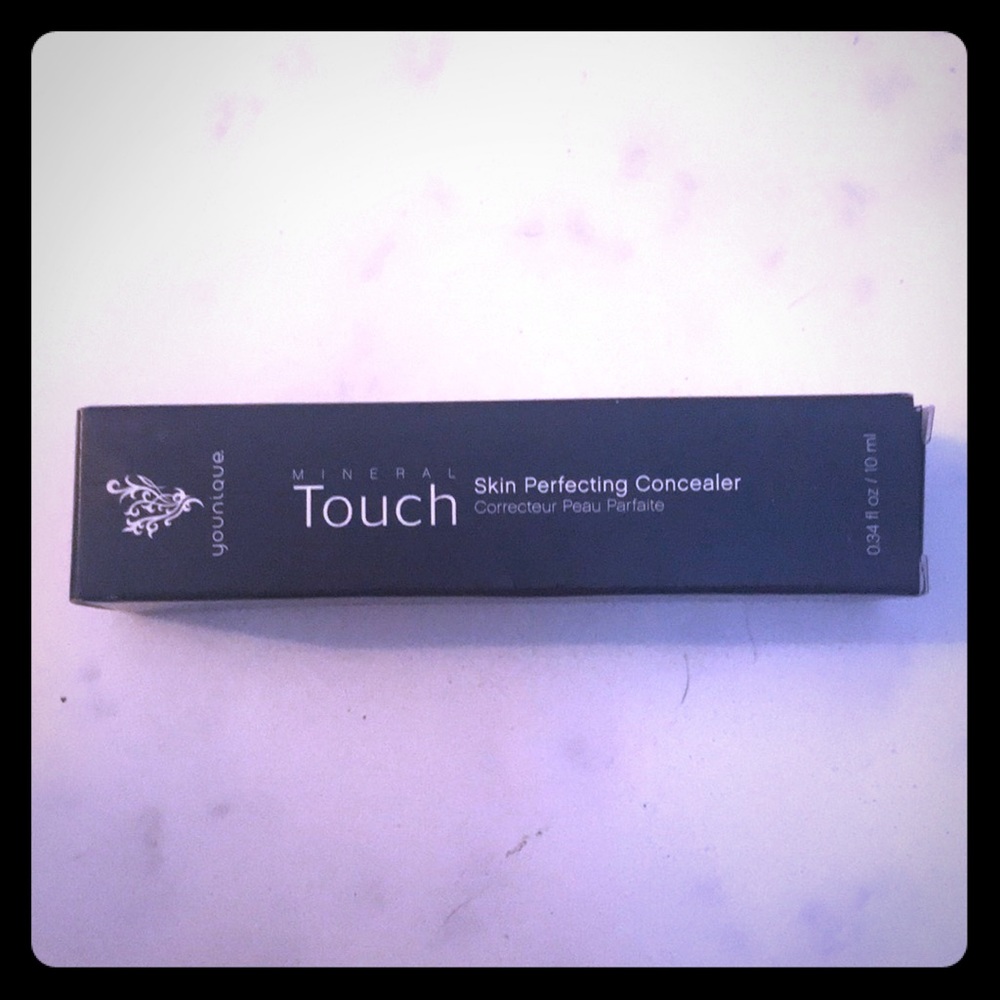 younique
MINERAL
Touch
Skin Perfecting Concealer
Correcteur Peau Parfaite
0.34 fl oz / 10 ml